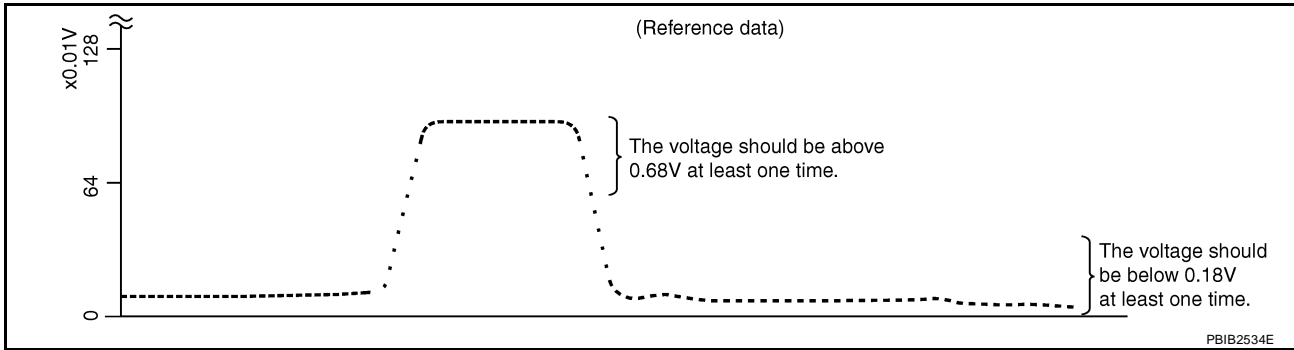 (Reference data)
x0.01V
128
64
0
The voltage should be above
0.68V at least one time.
The voltage should
be below 0.18V
at least one time.
PBIB2534E